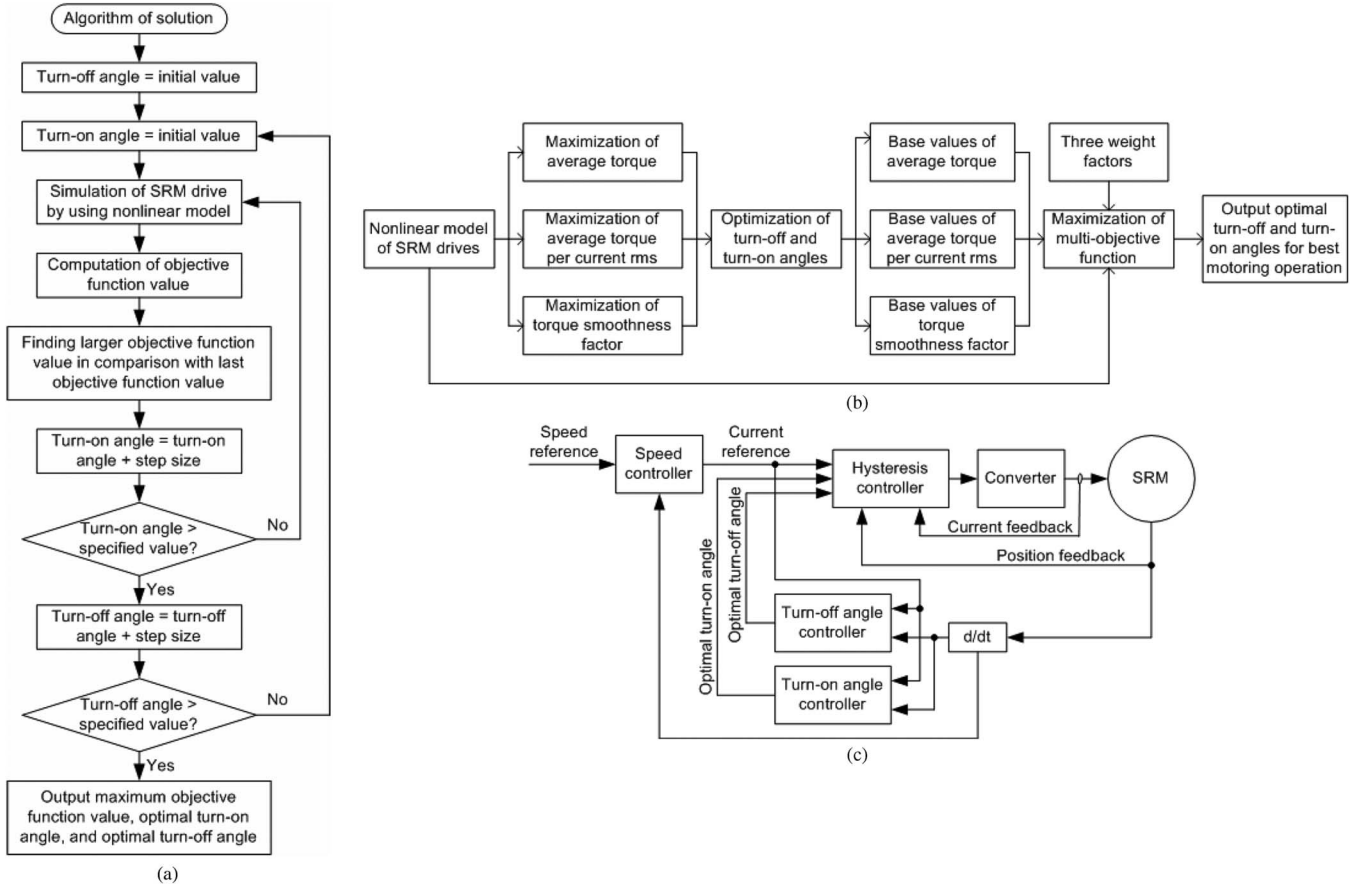 Algorithm of solution
Turn-off angle = initial value
Turn-on angle = initial value
Simulation of SRM drive
by using nonlinear model
Computation of objective
function value
Finding larger objective function
value in comparison with last
objective function value
Turn-on angle = turn-on
angle + step size
Turn-on angle >
specified value?
No
Yes
Turn-off angle = turn-off
angle + step size
Turn-off angle >
specified value?
No
Yes
Output maximum objective
function value, optimal turn-on
angle, and optimal turn-off angle
(a)
Nonlinear model
of SRM drives
Maximization of
average torque
Maximization of
average torque
per current rms
Maximization of
torque smoothness
factor
Optimization of
turn-off and
turn-on angles
Base values of
average torque
Base values of
average torque
per current rms
Base values of
torque
smoothness factor
Three weight
factors
Maximization of
multi-objective
function
Output optimal
turn-off and turn-
on angles for best
motoring operation
(b)
Speed
reference
Speed
controller
Current
reference
Hysteresis
controller
Converter
SRM
Current feedback
Position feedback
Optimal turn-on angle
Optimal turn-off angle
Turn-off angle
controller
d/dt
Turn-on angle
controller
(c)